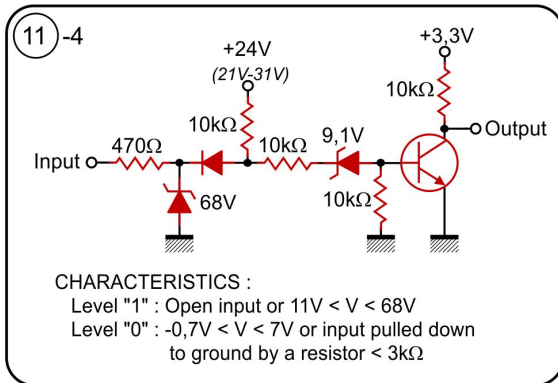 11 -4
+24V
(21V-31V)
+3,3V
10kΩ
10kΩ
470Ω
10kΩ
9,1V
Output
Input
68V
10kΩ
CHARACTERISTICS :
Level "1" : Open input or 11V < V < 68V
Level "0" : -0,7V < V < 7V or input pulled down
to ground by a resistor < 3kΩ